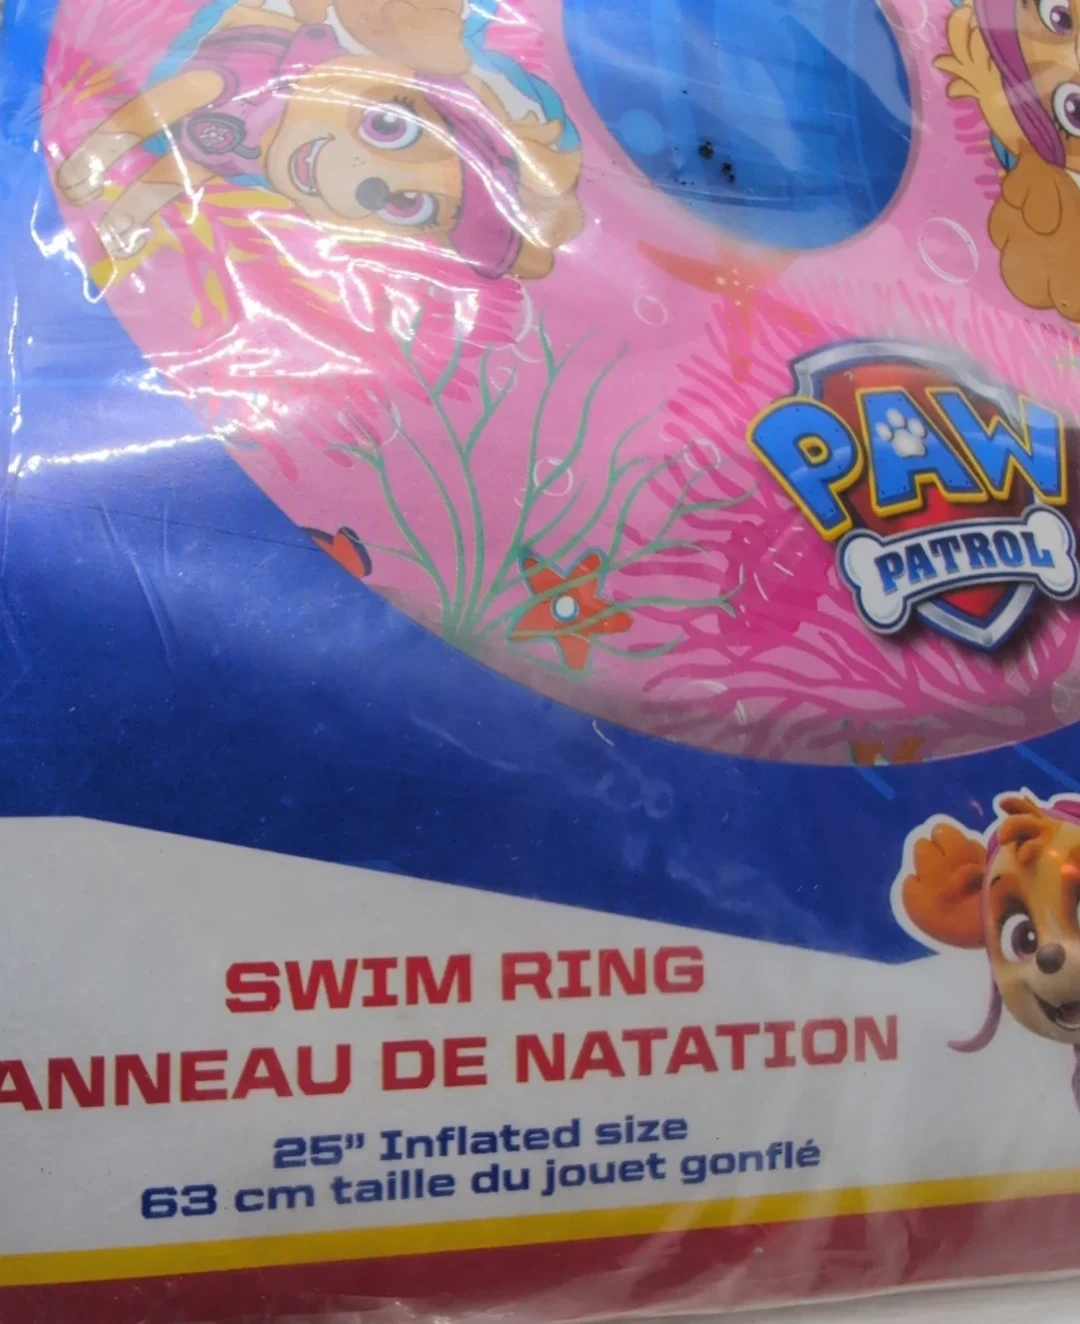 PAW
PATROL
SWIM RING
ANNEAU DE NATATION
25" Inflated size
63 cm taille du jouet gonflé